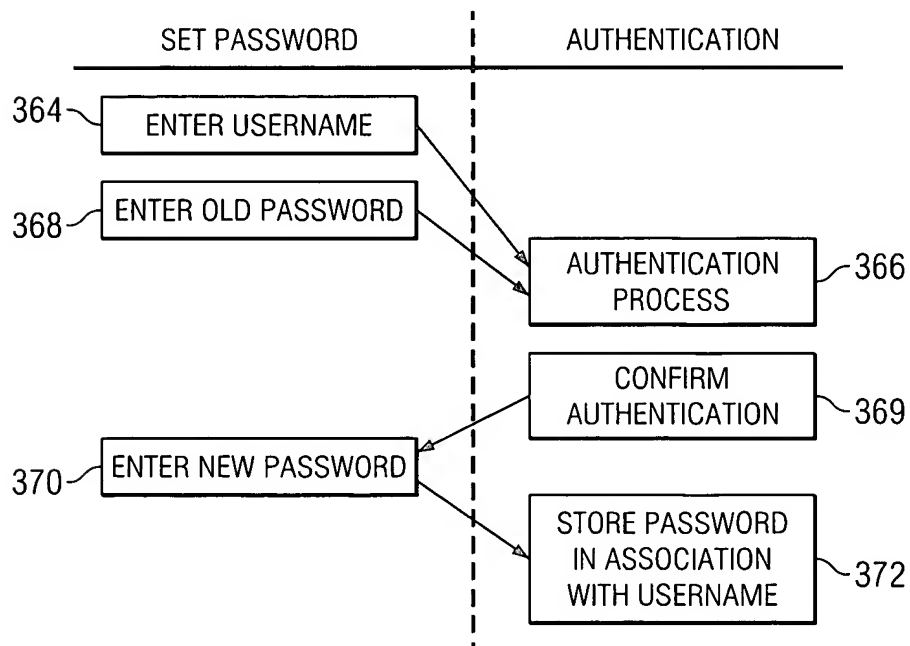 SET PASSWORD
AUTHENTICATION
364
ENTER USERNAME
368
ENTER OLD PASSWORD
AUTHENTICATION
PROCESS
366
CONFIRM
AUTHENTICATION
369
370
ENTER NEW PASSWORD
STORE PASSWORD
IN ASSOCIATION
WITH USERNAME
372